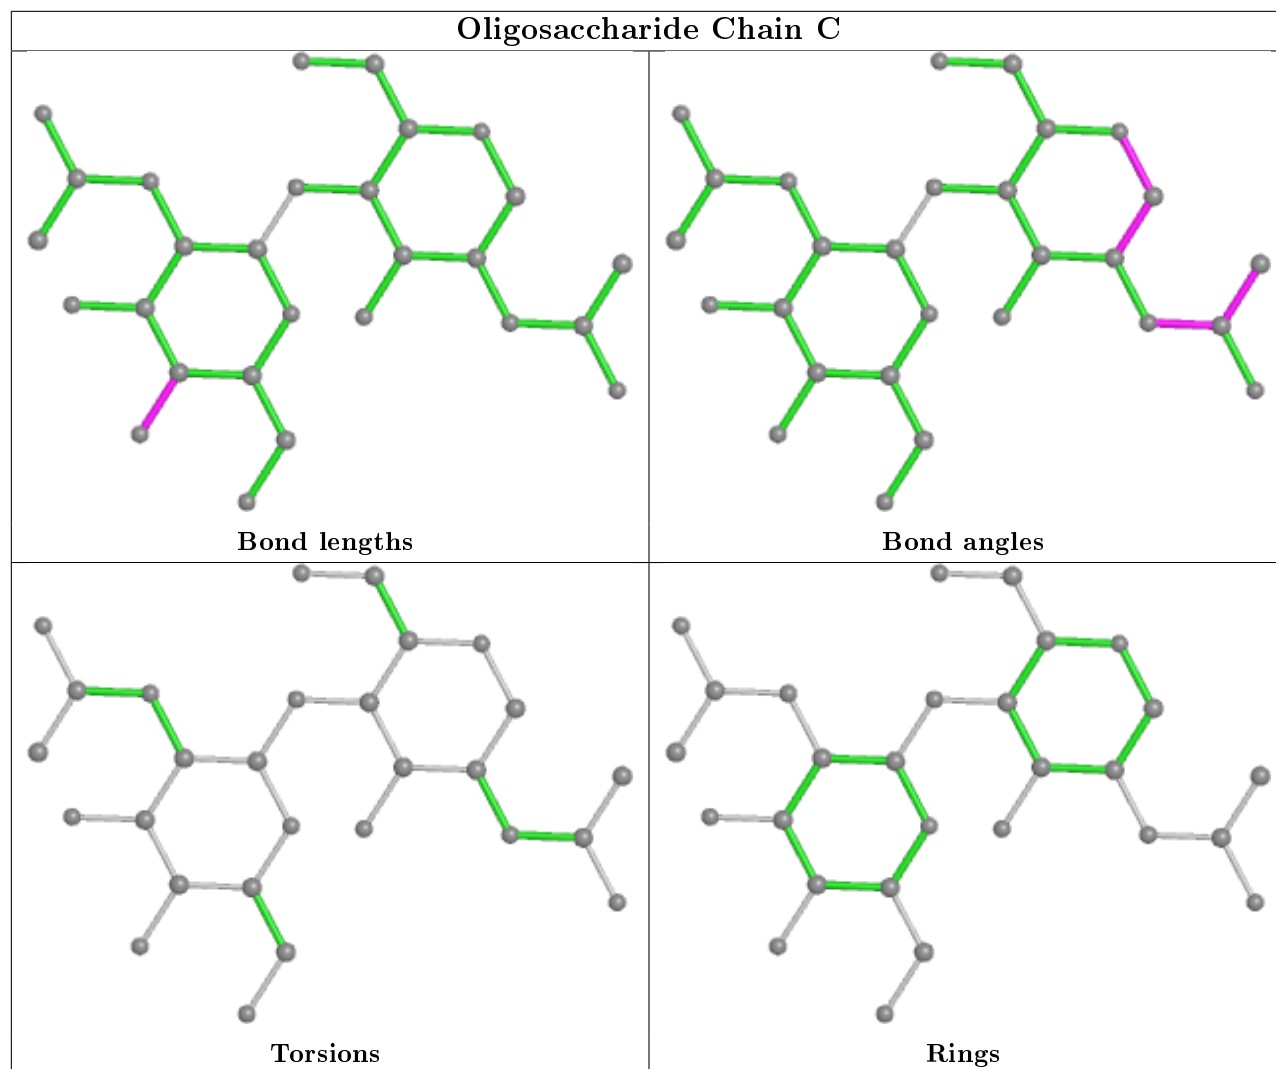 Oligosaccharide Chain C
Bond lengths
Bond angles
Torsions
Rings